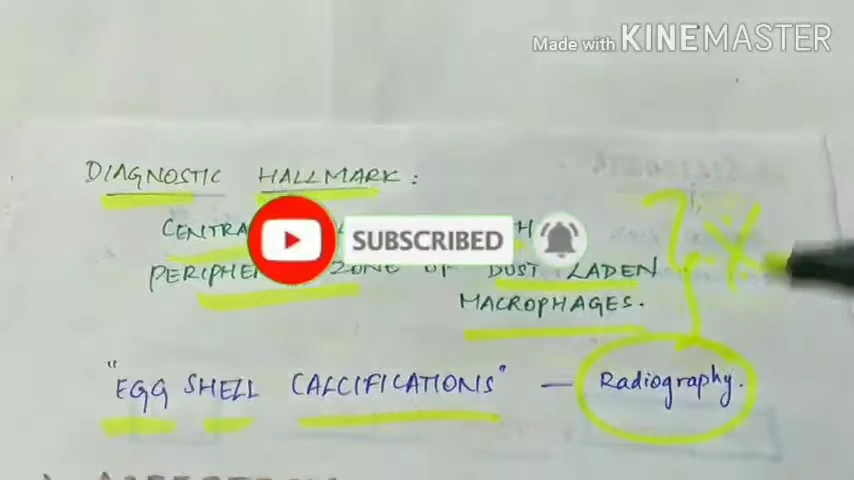 Made with KINEMASTER
DIAGNOSTIC HALLMARK:
SUBSCRIBED
ZONE OF DUST LADEN
MACROPHAGES.
"EGG SHELL CALCIFICATIONS" — Radiography.